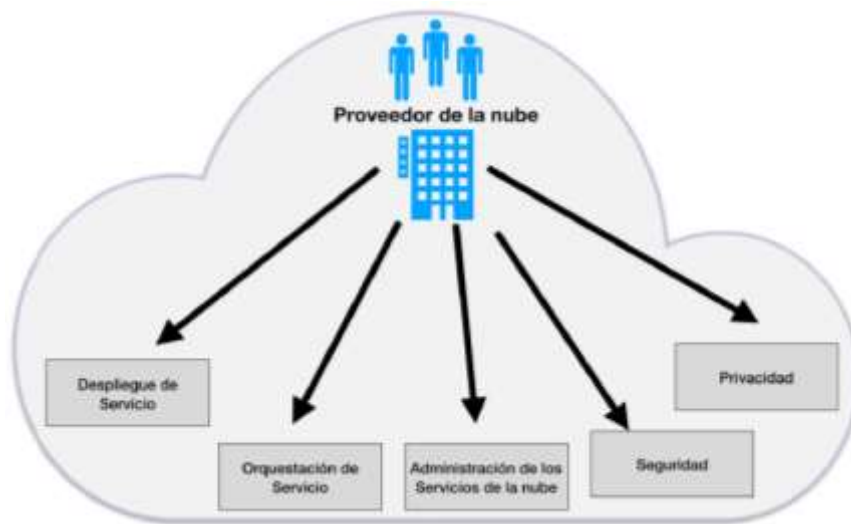 Proveedor de la nube
Despliegue de
Servicio
Orquestación de
Servicio
Administración de los
Servicios de la nube
Seguridad
Privacidad